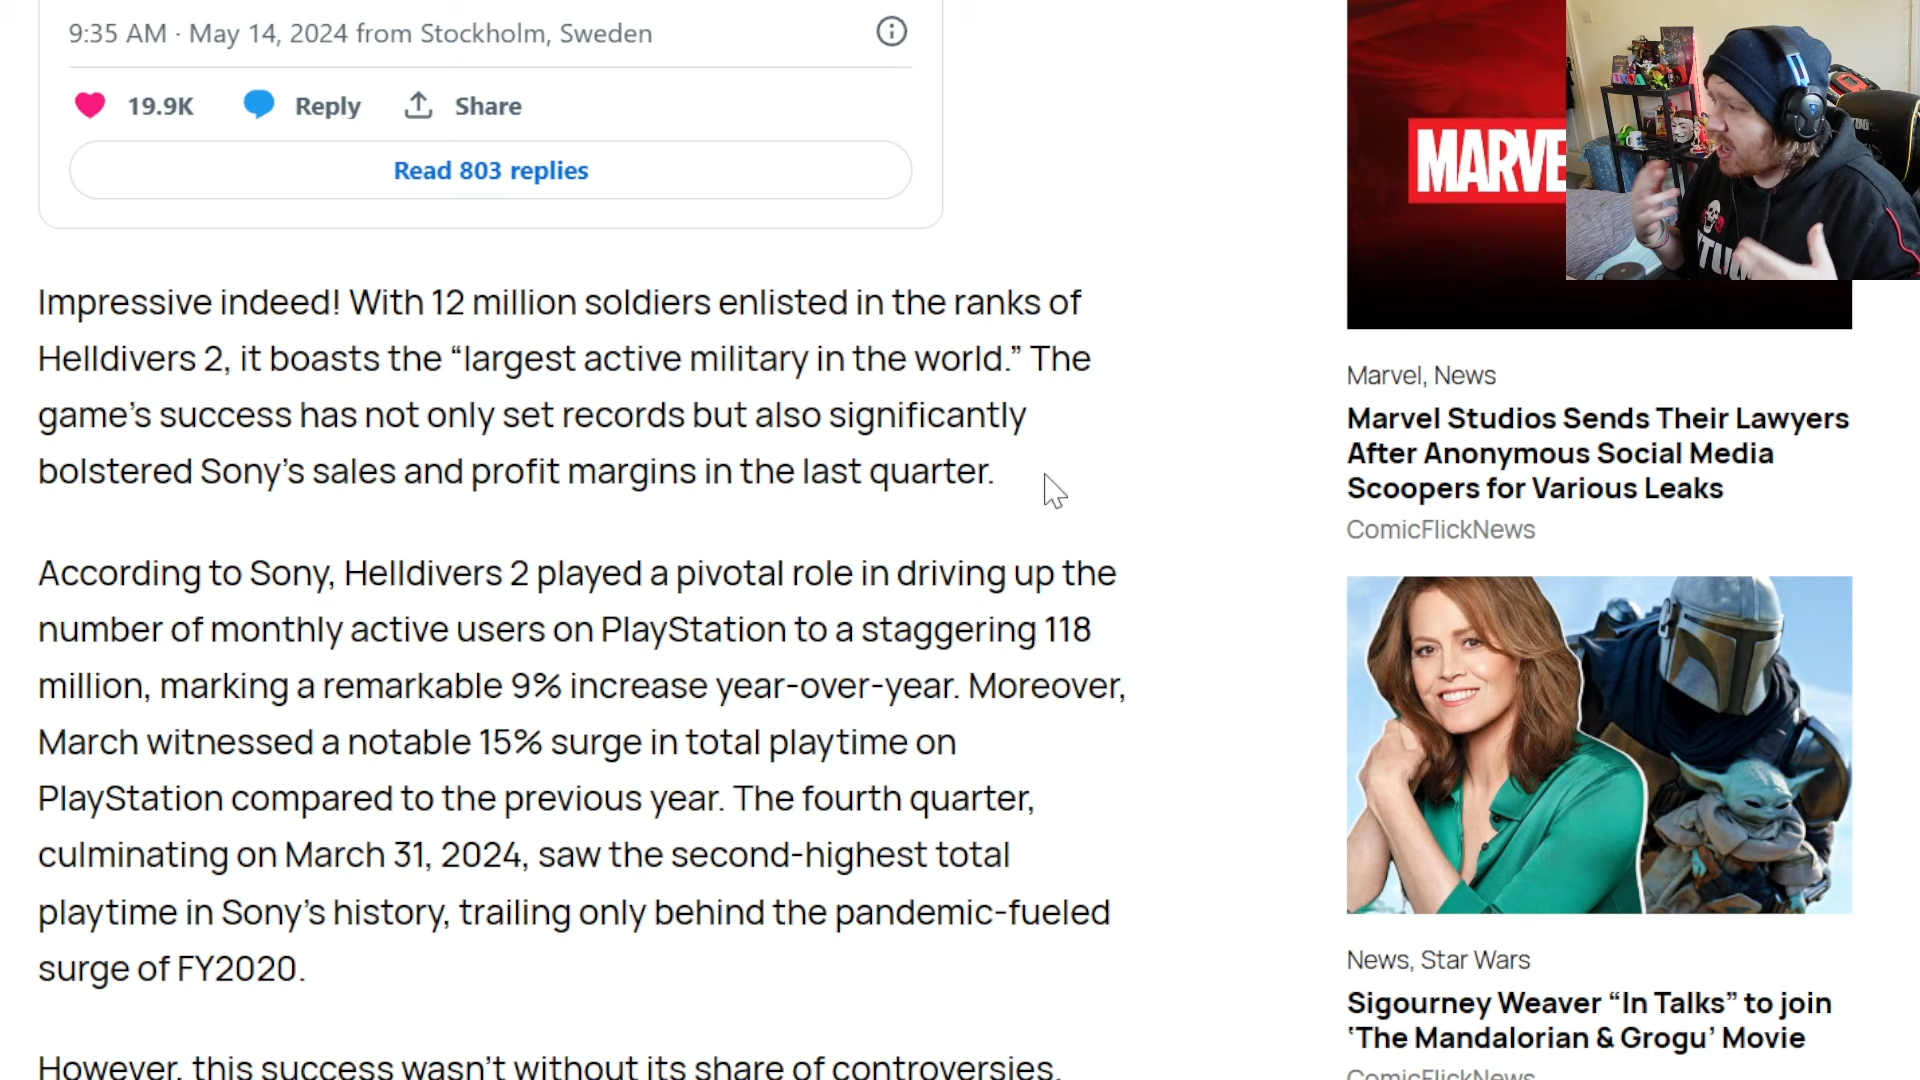 9:35 AM · May 14, 2024 from Stockholm, Sweden
19.9K Reply Share
Read 803 replies
Impressive indeed! With 12 million soldiers enlisted in the ranks of
Helldivers 2, it boasts the “largest active military in the world.” The
game’s success has not only set records but also significantly
bolstered Sony’s sales and profit margins in the last quarter.
According to Sony, Helldivers 2 played a pivotal role in driving up the
number of monthly active users on PlayStation to a staggering 118
million, marking a remarkable 9% increase year-over-year. Moreover,
March witnessed a notable 15% surge in total playtime on
PlayStation compared to the previous year. The fourth quarter,
culminating on March 31, 2024, saw the second-highest total
playtime in Sony’s history, trailing only behind the pandemic-fueled
surge of FY2020.
However, this success wasn’t without its share of controversies.
MARVE
Marvel, News
Marvel Studios Sends Their Lawyers
After Anonymous Social Media
Scoopers for Various Leaks
ComicFlickNews
News, Star Wars
Sigourney Weaver “In Talks” to join
‘The Mandalorian & Grogu’ Movie
ComicFlickNews